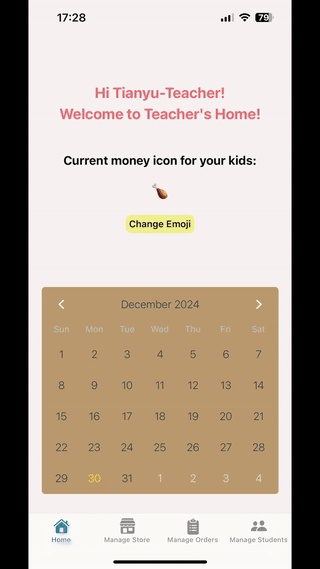 17:28
79
Hi Tianyu-Teacher!
Welcome to Teacher's Home!
Current money icon for your kids:
Change Emoji
December 2024
Sun Mon Tue Wed Thu Fri Sat
1 2 3 4 5 6 7
8 9 10 11 12 13 14
15 16 17 18 19 20 21
22 23 24 25 26 27 28
29 30 31 1 2 3 4
Home Manage Store Manage Orders Manage Students